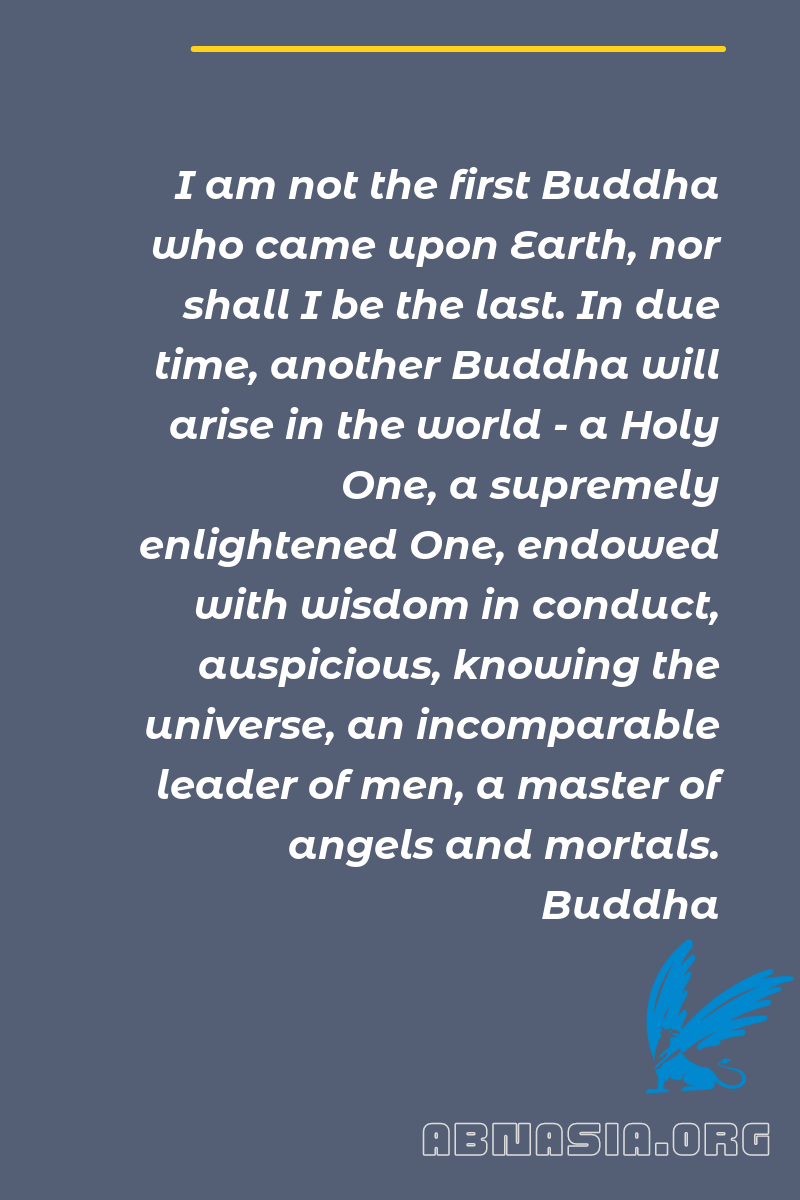 I am not the first Buddha
who came upon Earth, nor
shall I be the last. In due
time, another Buddha will
arise in the world - a Holy
One, a supremely
enlightened One, endowed
with wisdom in conduct,
auspicious, knowing the
universe, an incomparable
leader of men, a master of
angels and mortals.
Buddha
ABNASIA.ORG